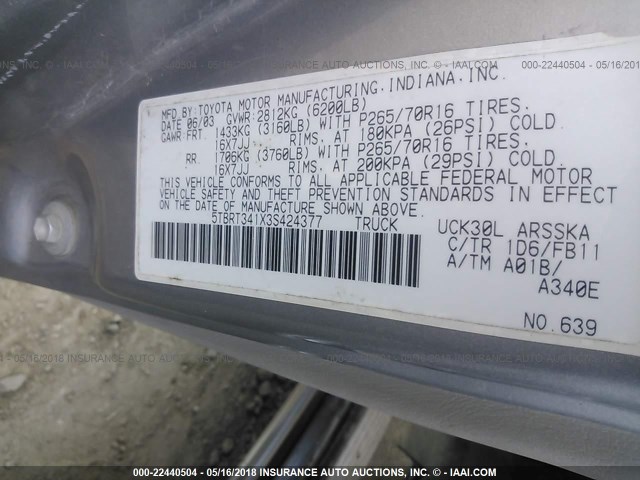 000-22440504 - 05/16/2018 INSURANCE AUTO AUCTIONS, INC. - © IAAI.COM
MFD BY: TOYOTA MOTOR MANUFACTURING, INDIANA, INC.
DATE 06/03 GVWR: 2812KG (6200LB)
GAWR: FRT. 1433KG (3160LB) WITH P265/70R16 TIRES.
16X7JJ RIMS. AT 180KPA (26PSI) COLD.
RR. 1706KG (3760LB) WITH P265/70R16 TIRES.
16X7JJ RIMS. AT 200KPA (29PSI) COLD.
THIS VEHICLE CONFORMS TO ALL APPLICABLE FEDERAL MOTOR
VEHICLE SAFETY AND THEFT PREVENTION STANDARDS IN EFFECT
ON THE DATE OF MANUFACTURE SHOWN ABOVE.
5TBRT341X3S424377 TRUCK
UCK30L ARSSKA
C/TR 1D6/FB11
A/TM A01B/
A340E
NO.639
000-22440504 - 05/16/2018 INSURANCE AUTO AUCTIONS, INC. - © IAAI.COM